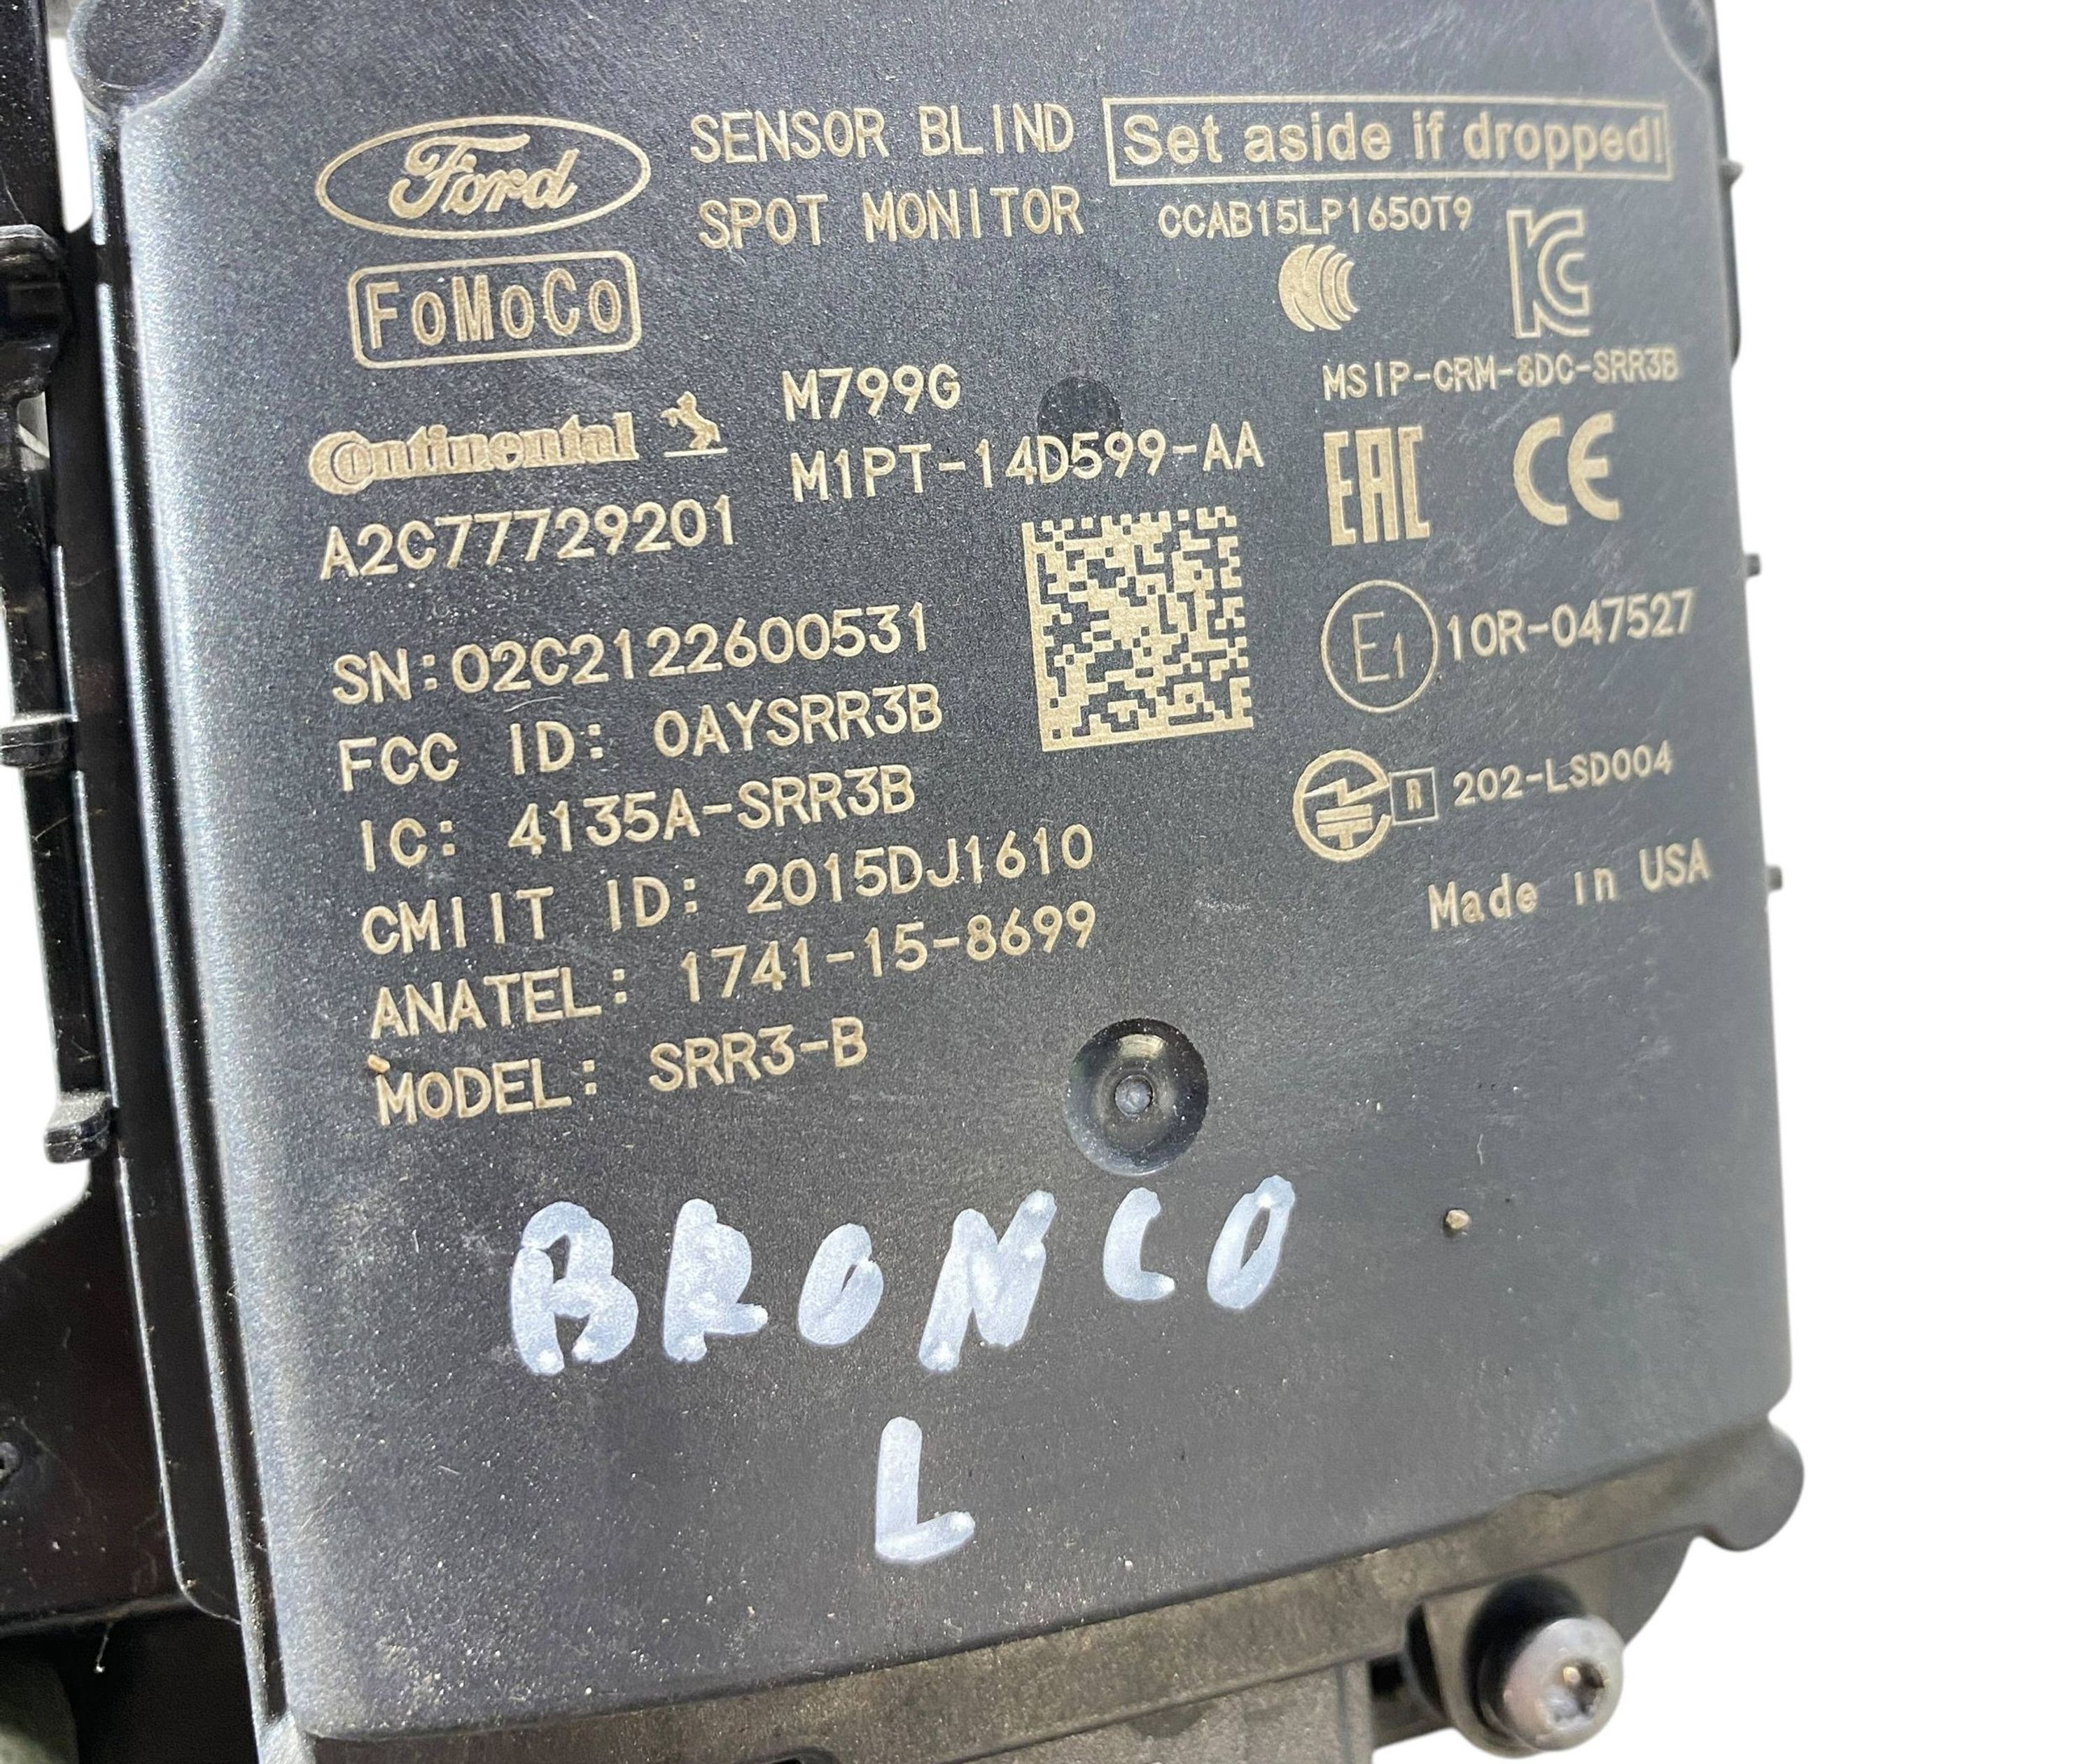 Ford
SENSOR BLIND
SPOT MONITOR
Set aside if dropped!
CCAB15LP1650T9
FoMoCo
MSIP-CRM-8DC-SRR3B
Continental
M799G
M1PT-14D599-AA
A2C77729201
EAC CE
SN:02C2122600531
E1 10R-047527
FCC ID: OAYSRR3B
IC: 4135A-SRR3B
R 202-LSD004
CMIIT ID: 2015DJ1610
Made in USA
ANATEL: 1741-15-8699
MODEL: SRR3-B
BRONCO
L